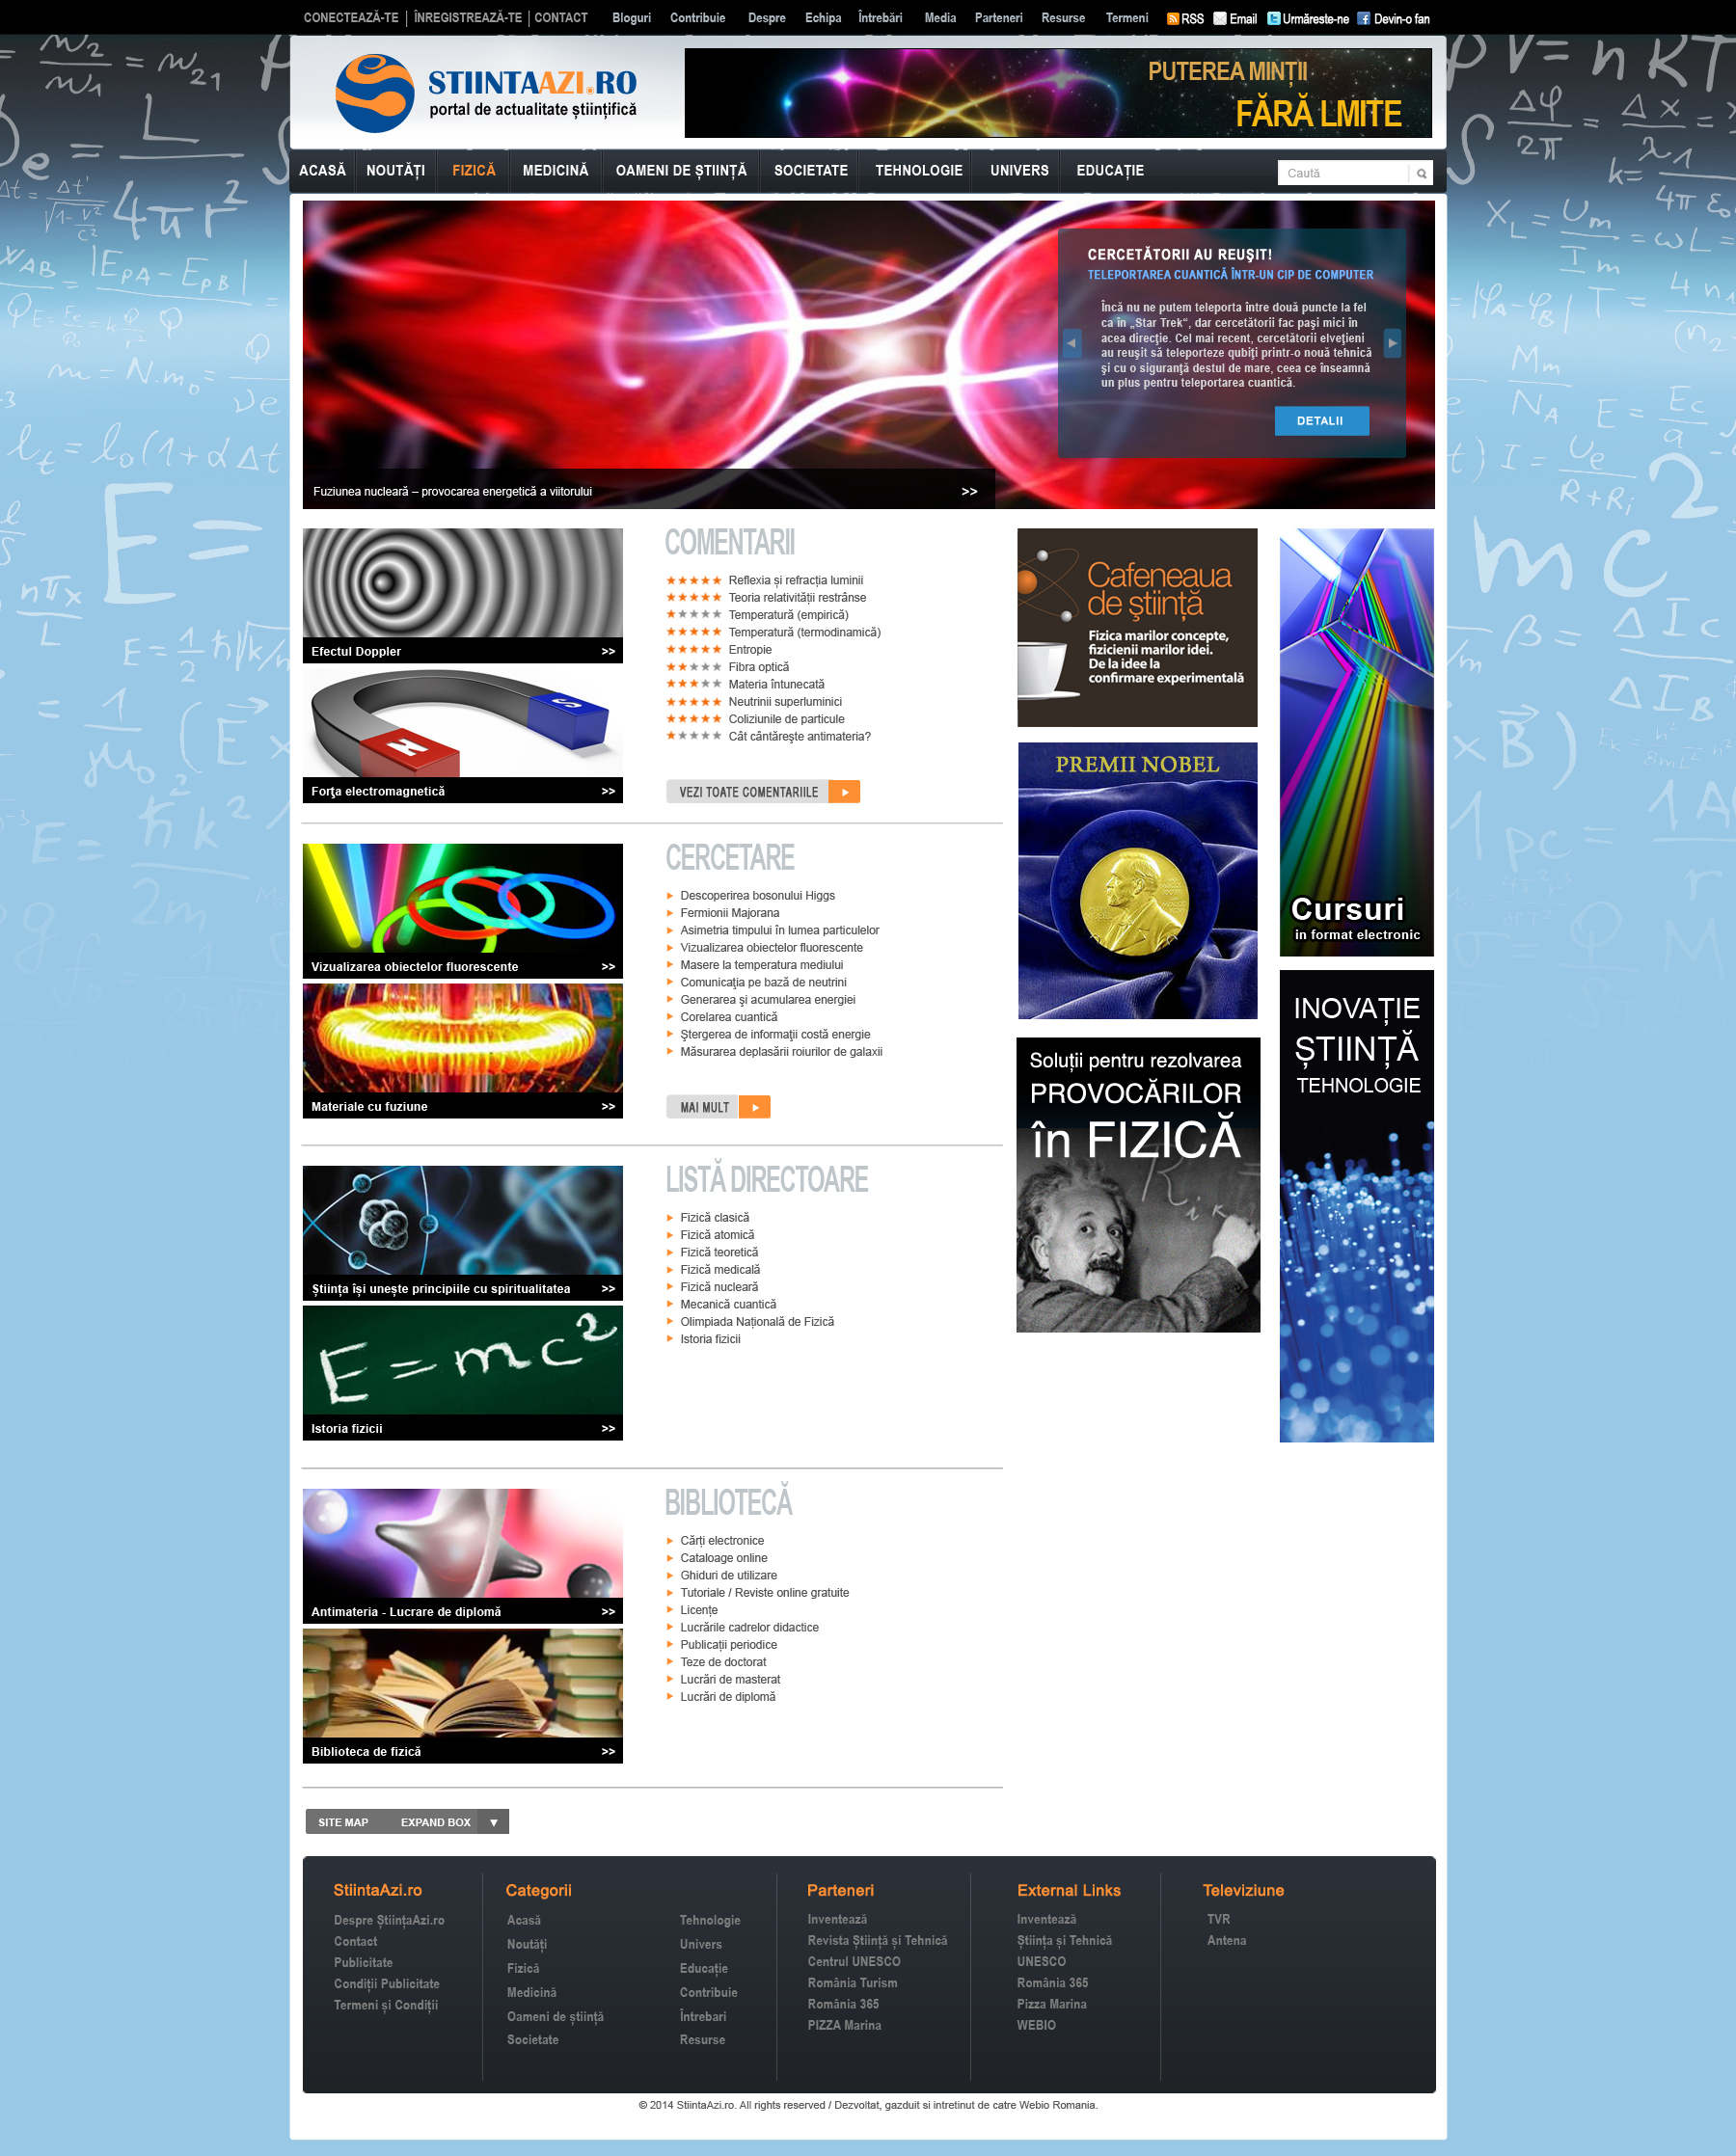 CONECTEAZĂ-TE | ÎNREGISTREAZĂ-TE | CONTACT Bloguri Contribuie Despre Echipa Întrebări Media Parteneri Resurse Termeni RSS Email Urmăreste-ne Devin-o fan
STIINTAAZI.RO
portal de actualitate științifică
PUTEREA MINȚII
FĂRĂ LMITE
ACASĂ NOUTĂȚI FIZICĂ MEDICINĂ OAMENI DE ȘTIINȚĂ SOCIETATE TEHNOLOGIE UNIVERS EDUCAȚIE Caută
CERCETĂTORII AU REUȘIT!
TELEPORTAREA CUANTICĂ ÎNTR-UN CIP DE COMPUTER
Încă nu ne putem teleporta între două puncte la fel
ca în „Star Trek“, dar cercetătorii fac paşi mici în
acea direcţie. Cel mai recent, cercetătorii elveţieni
au reuşit să teleporteze qubiţi printr-o nouă tehnică
şi cu o siguranţă destul de mare, ceea ce înseamnă
un plus pentru teleportarea cuantică.
DETALII
Fuziunea nucleară – provocarea energetică a viitorului >>
Efectul Doppler >>
Forţa electromagnetică >>
COMENTARII
Reflexia și refracția luminii
Teoria relativității restrânse
Temperatură (empirică)
Temperatură (termodinamică)
Entropie
Fibra optică
Materia întunecată
Neutrinii superluminici
Coliziunile de particule
Cât cântăreşte antimateria?
VEZI TOATE COMENTARIILE
Cafeneaua
de ştiinţă
Fizica marilor concepte,
fizicienii marilor idei.
De la idee la
confirmare experimentală
PREMII NOBEL
Cursuri
in format electronic
Vizualizarea obiectelor fluorescente >>
Materiale cu fuziune >>
CERCETARE
Descoperirea bosonului Higgs
Fermionii Majorana
Asimetria timpului în lumea particulelor
Vizualizarea obiectelor fluorescente
Masere la temperatura mediului
Comunicaţia pe bază de neutrini
Generarea şi acumularea energiei
Corelarea cuantică
Ştergerea de informaţii costă energie
Măsurarea deplasării roiurilor de galaxii
MAI MULT
Soluții pentru rezolvarea
PROVOCĂRILOR
în FIZICĂ
INOVAȚIE
ȘTIINȚĂ
TEHNOLOGIE
Știința își unește principiile cu spiritualitatea >>
E = mc²
Istoria fizicii >>
LISTĂ DIRECTOARE
Fizică clasică
Fizică atomică
Fizică teoretică
Fizică medicală
Fizică nucleară
Mecanică cuantică
Olimpiada Națională de Fizică
Istoria fizicii
Antimateria - Lucrare de diplomă >>
Biblioteca de fizică >>
BIBLIOTECĂ
Cărți electronice
Cataloage online
Ghiduri de utilizare
Tutoriale / Reviste online gratuite
Licențe
Lucrările cadrelor didactice
Publicații periodice
Teze de doctorat
Lucrări de masterat
Lucrări de diplomă
SITE MAP EXPAND BOX
StiintaAzi.ro
Despre ȘtiințaAzi.ro
Contact
Publicitate
Condiții Publicitate
Termeni și Condiții
Categorii
Acasă
Noutăți
Fizică
Medicină
Oameni de știință
Societate
Tehnologie
Univers
Educație
Contribuie
Întrebari
Resurse
Parteneri
Inventează
Revista Știință și Tehnică
Centrul UNESCO
România Turism
România 365
PIZZA Marina
External Links
Inventează
Știința și Tehnică
UNESCO
România 365
Pizza Marina
WEBIO
Televiziune
TVR
Antena
© 2014 StiintaAzi.ro. All rights reserved / Dezvoltat, gazduit si intretinut de catre Webio Romania.